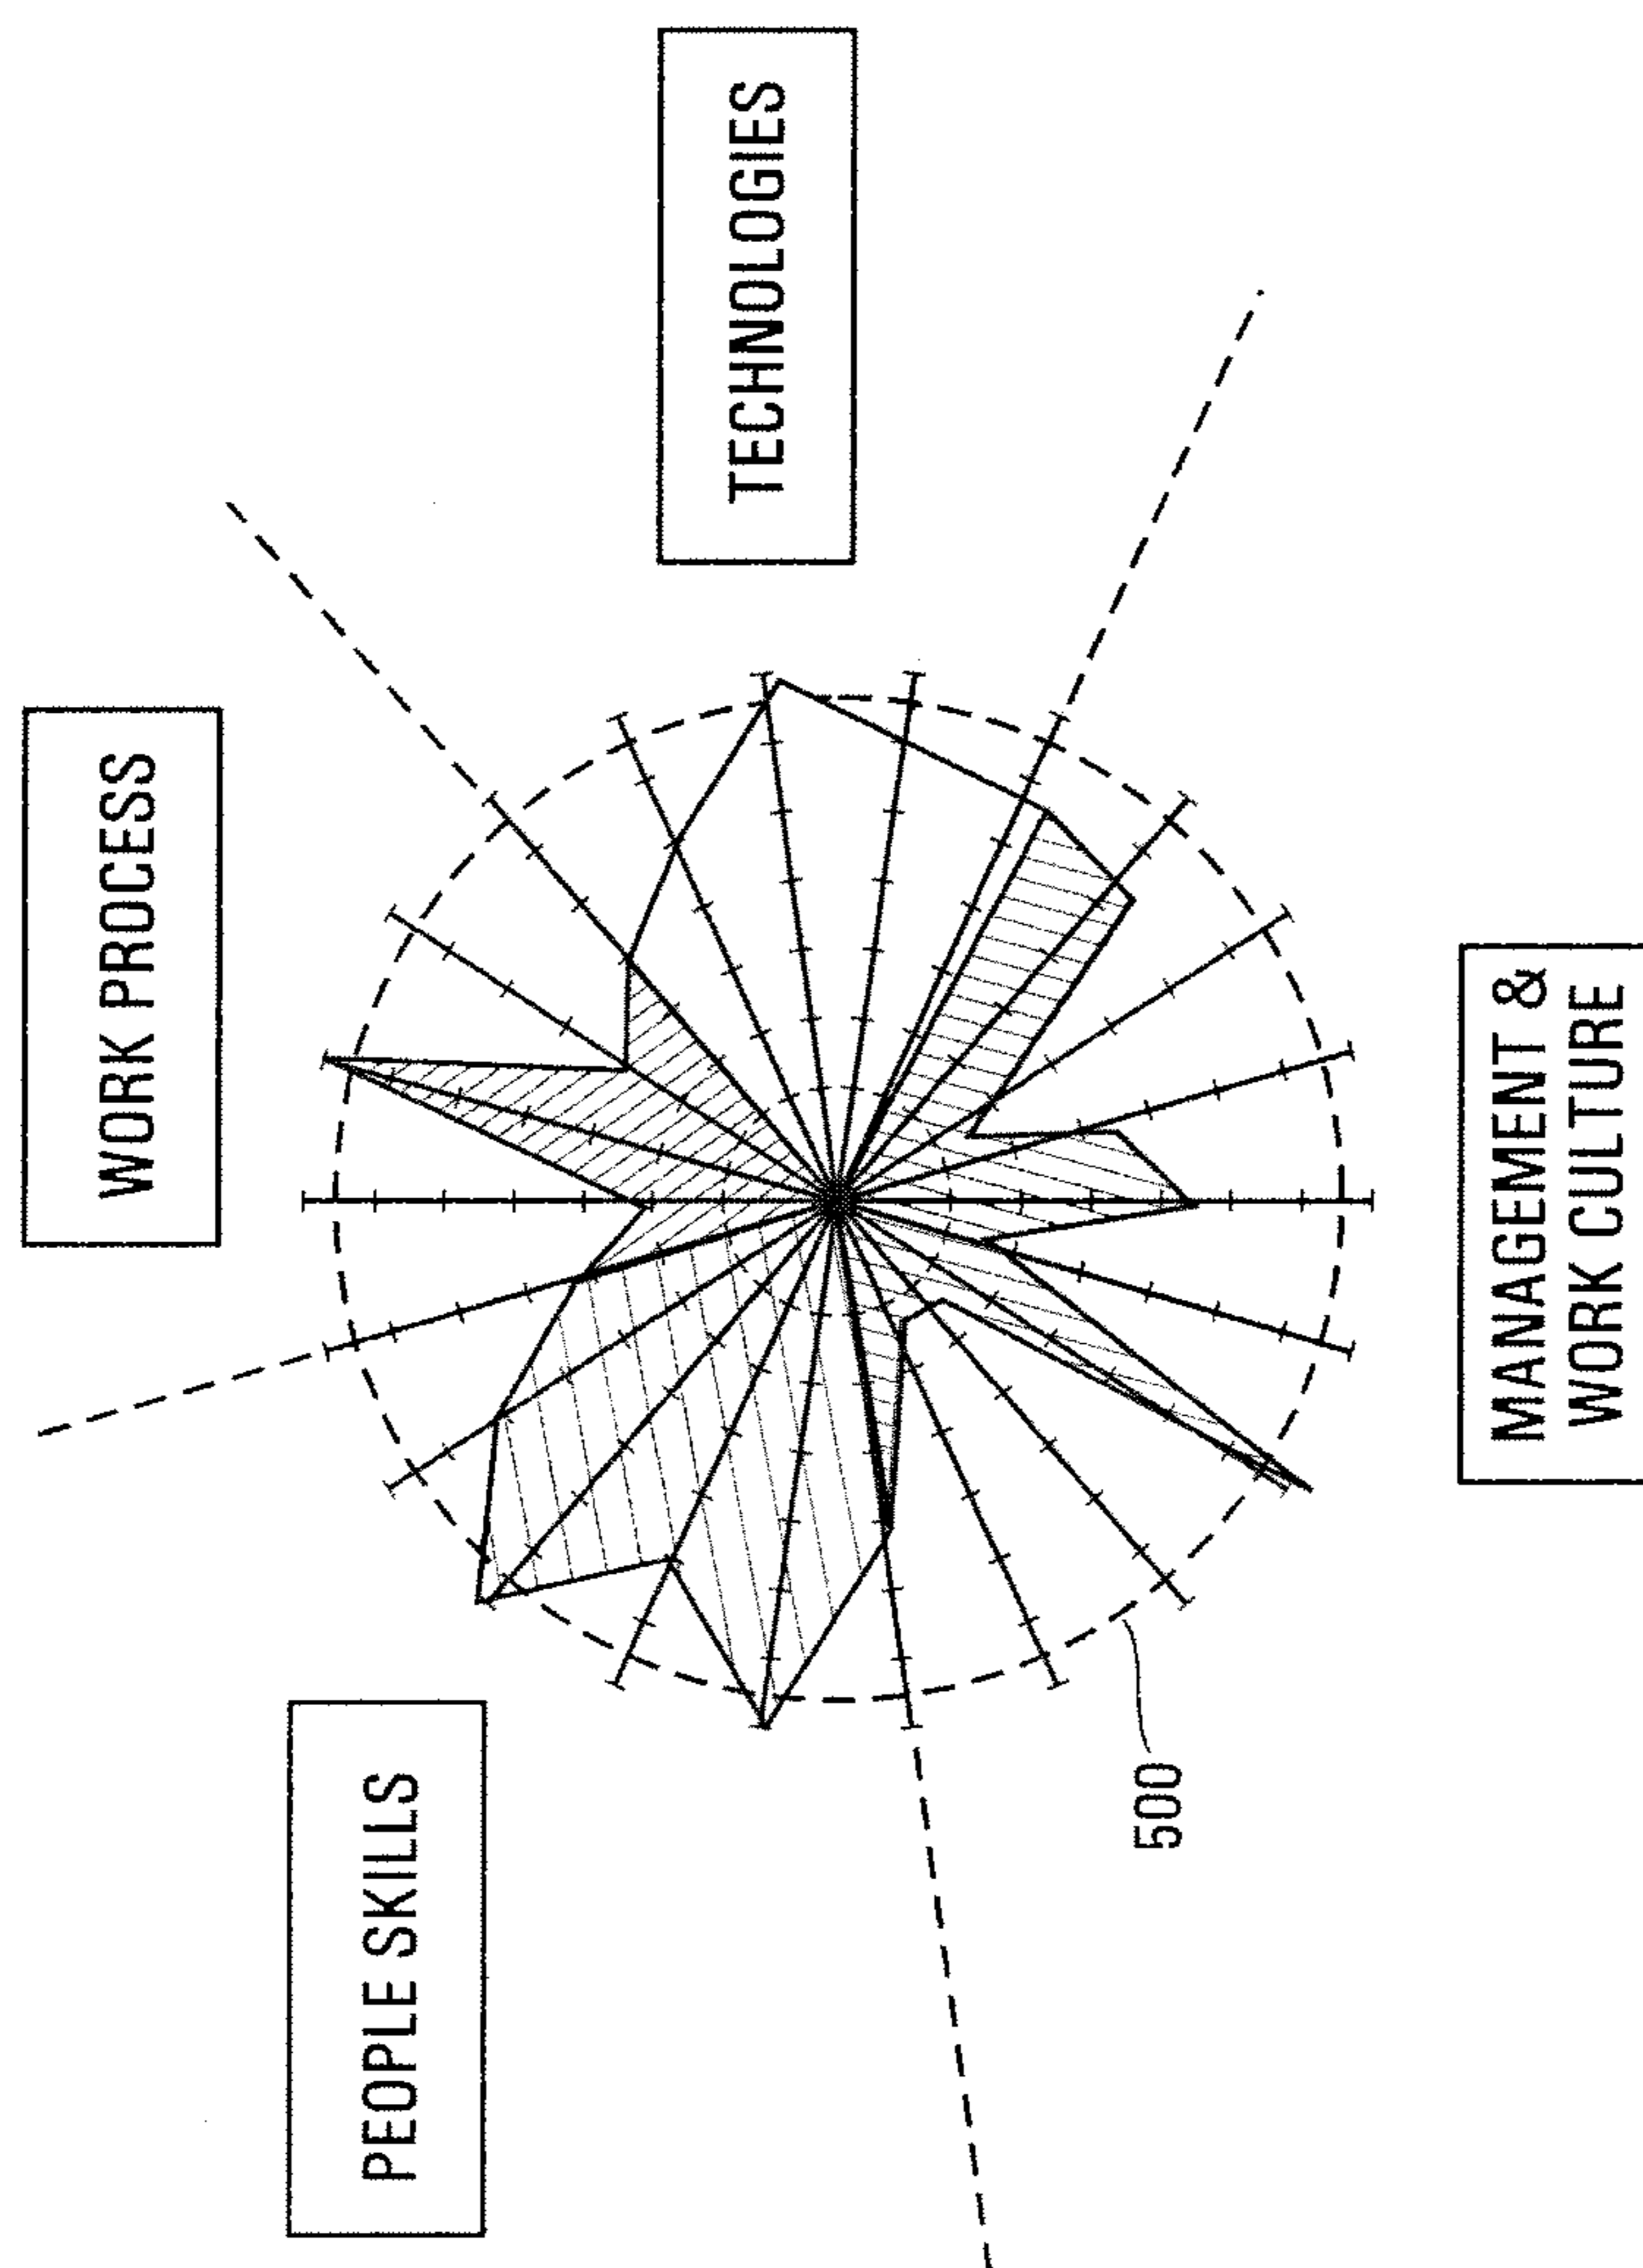 PEOPLE SKILLS
WORK PROCESS
TECHNOLOGIES
500
MANAGEMENT &
WORK CULTURE